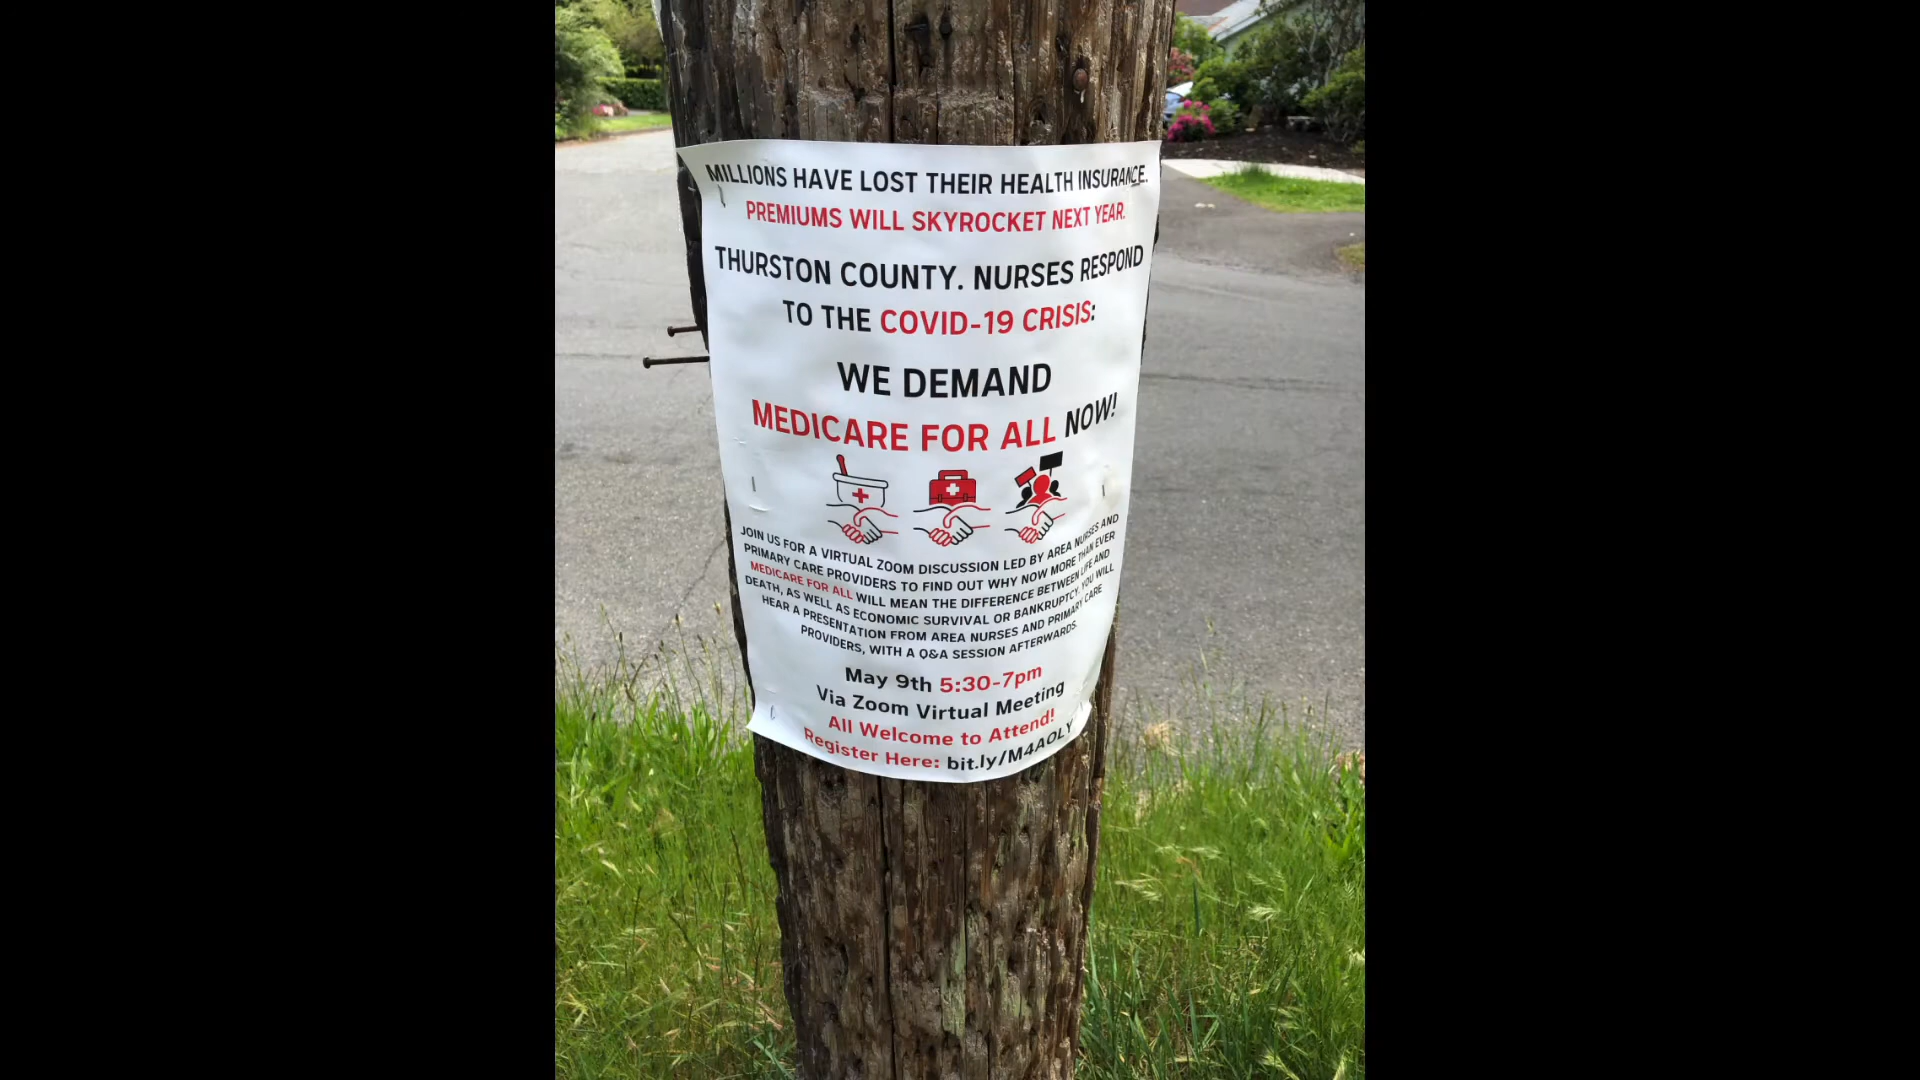 MILLIONS HAVE LOST THEIR HEALTH INSURANCE.
PREMIUMS WILL SKYROCKET NEXT YEAR.
THURSTON COUNTY. NURSES RESPOND
TO THE COVID-19 CRISIS:
WE DEMAND
MEDICARE FOR ALL NOW!
JOIN US FOR A VIRTUAL ZOOM DISCUSSION LED BY AREA NURSES AND
PRIMARY CARE PROVIDERS TO FIND OUT WHY NOW MORE THAN EVER
MEDICARE FOR ALL WILL MEAN THE DIFFERENCE BETWEEN LIFE AND
DEATH, AS WELL AS ECONOMIC SURVIVAL OR BANKRUPTCY. YOU WILL
HEAR A PRESENTATION FROM AREA NURSES AND PRIMARY CARE
PROVIDERS, WITH A Q&A SESSION AFTERWARDS.
May 9th 5:30-7pm
Via Zoom Virtual Meeting
All Welcome to Attend!
Register Here: bit.ly/M4AOLY